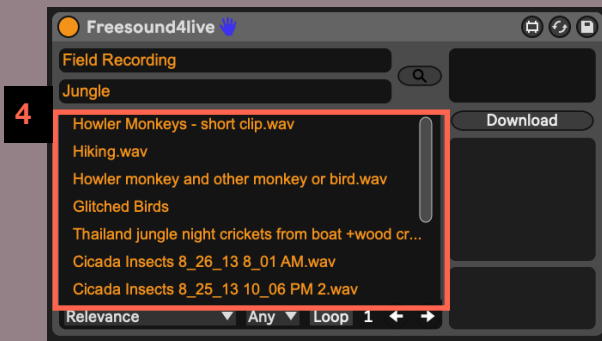 Freesound4live
Field Recording
Jungle
4
Howler Monkeys - short clip.wav
Hiking.wav
Howler monkey and other monkey or bird.wav
Glitched Birds
Thailand jungle night crickets from boat +wood cr...
Cicada Insects 8_26_13 8_01 AM.wav
Cicada Insects 8_25_13 10_06 PM 2.wav
Download
Relevance Any Loop 1